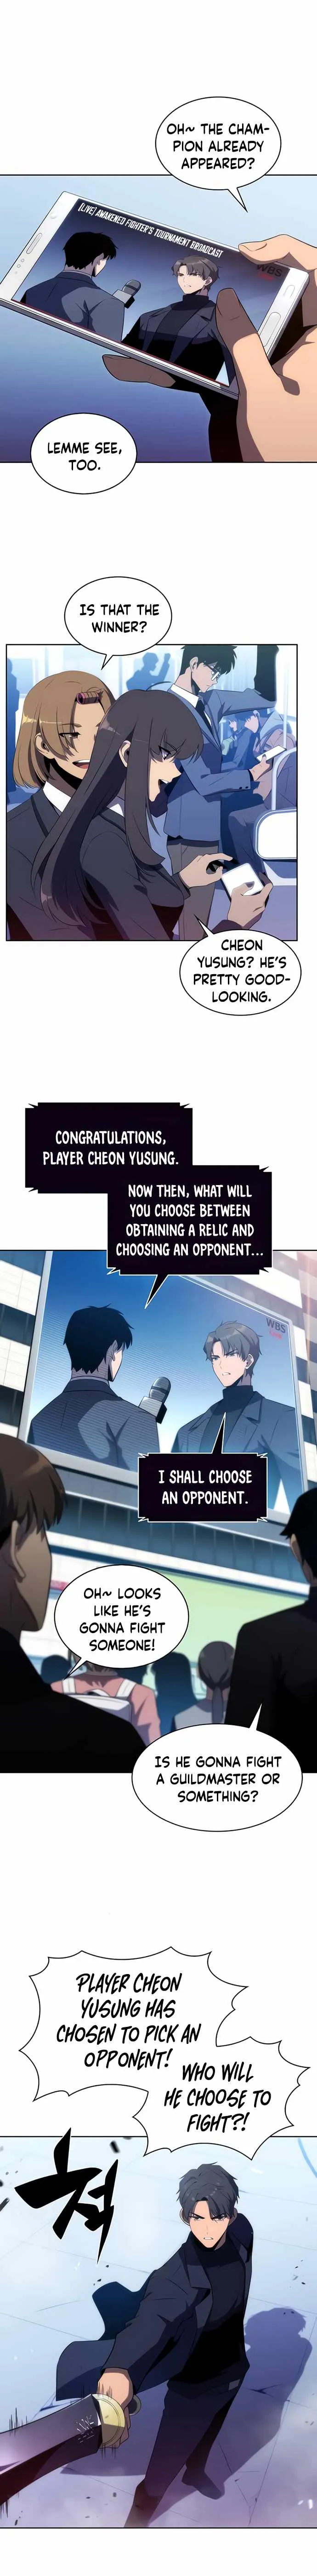 OH~ THE CHAM-
PION ALREADY
APPEARED?
[LIVE] AWAKENED FIGHTER'S TOURNAMENT BROADCAST
WBS
LEMME SEE,
TOO.
IS THAT THE
WINNER?
CHEON
YUSUNG? HE'S
PRETTY GOOD-
LOOKING.
CONGRATULATIONS,
PLAYER CHEON YUSUNG.
NOW THEN, WHAT WILL
YOU CHOOSE BETWEEN
OBTAINING A RELIC AND
CHOOSING AN OPPONENT...
WBS
I SHALL CHOOSE
AN OPPONENT.
OH~ LOOKS
LIKE HE'S
GONNA FIGHT
SOMEONE!
IS HE GONNA FIGHT
A GUILDMASTER OR
SOMETHING?
PLAYER CHEON
YUSUNG HAS
CHOSEN TO PICK AN
OPPONENT!
WHO WILL
HE CHOOSE TO
FIGHT?!
척